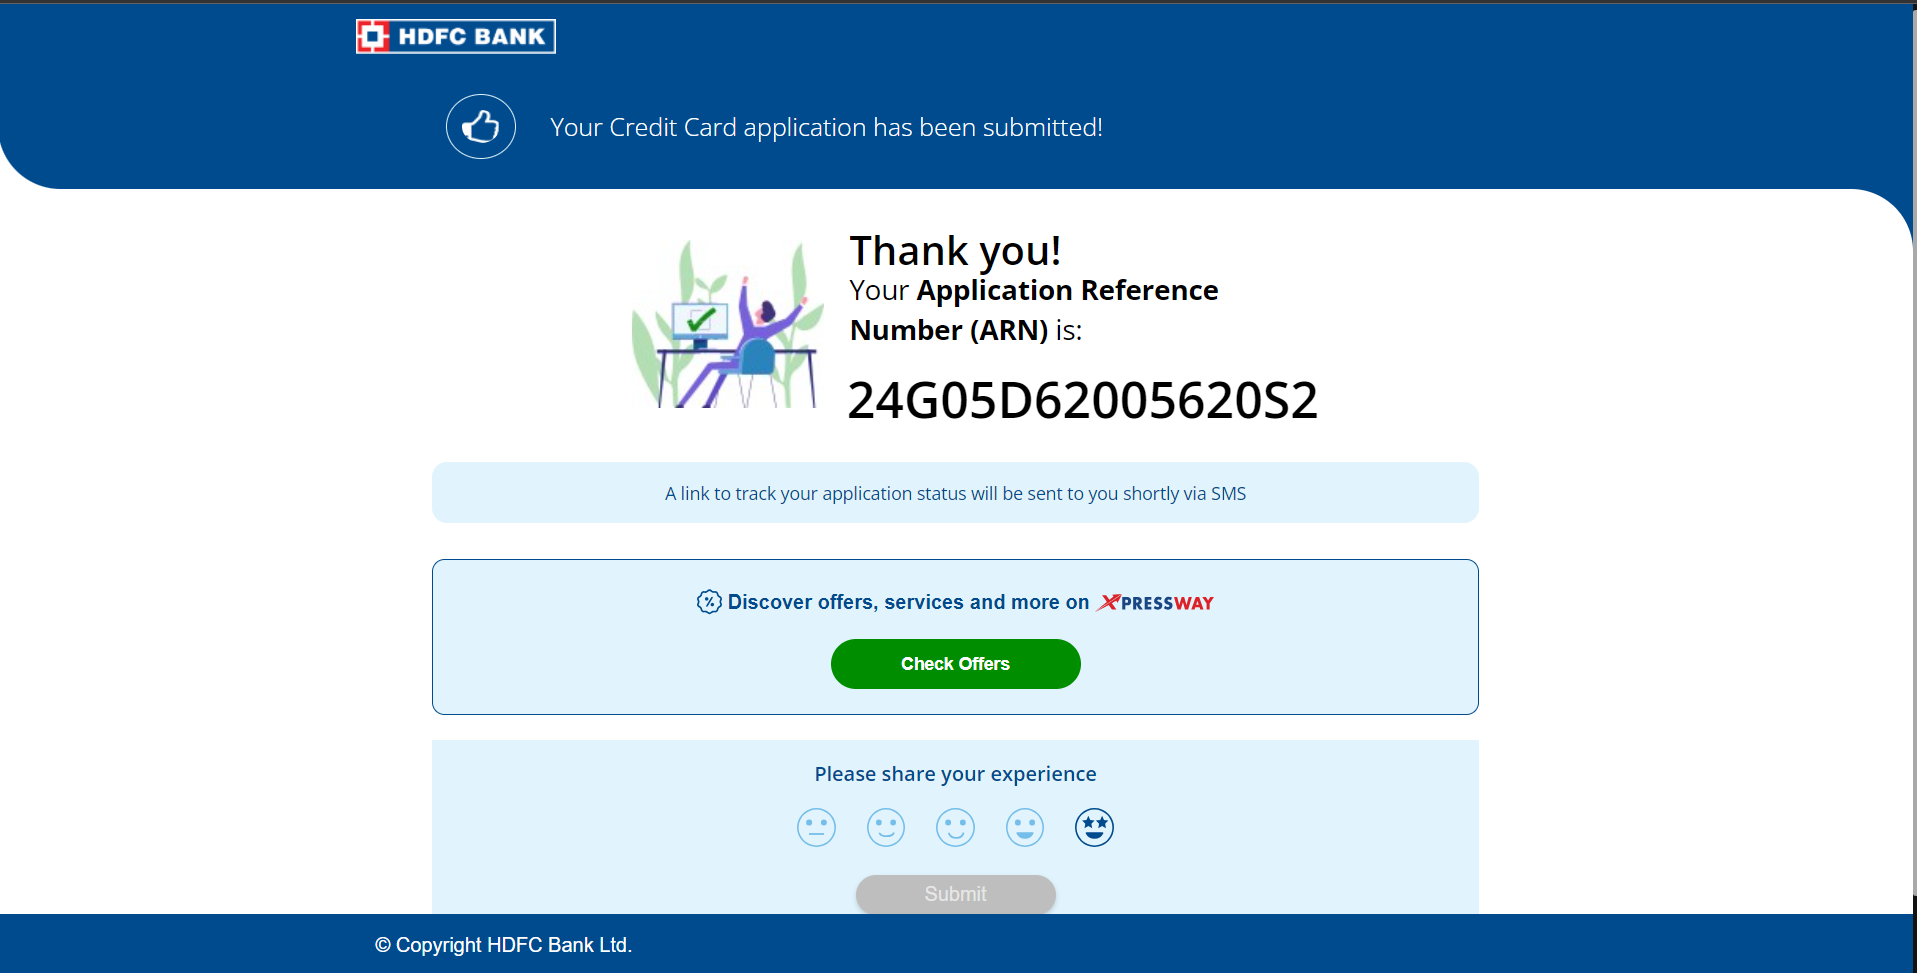 HDFC BANK
Your Credit Card application has been submitted!
Thank you!
Your Application Reference
Number (ARN) is:
24G05D62005620S2
A link to track your application status will be sent to you shortly via SMS
Discover offers, services and more on XPRESSWAY
Check Offers
Please share your experience
Submit
© Copyright HDFC Bank Ltd.